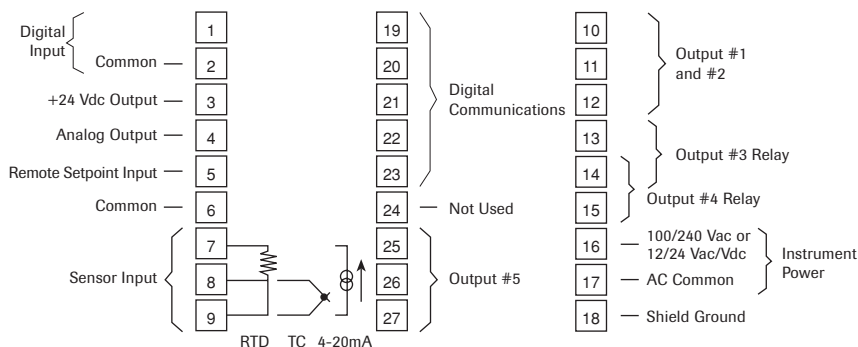 Digital
Input
1
Common
2
+24 Vdc Output
3
Analog Output
4
Remote Setpoint Input
5
Common
6
Sensor Input
7
8
9
RTD TC 4-20mA
19
20
21
22
23
Digital
Communications
24
Not Used
25
26
27
Output #5
10
11
12
Output #1
and #2
13
14
15
Output #3 Relay
Output #4 Relay
16
100/240 Vac or
12/24 Vac/Vdc
17
AC Common
Instrument
Power
18
Shield Ground